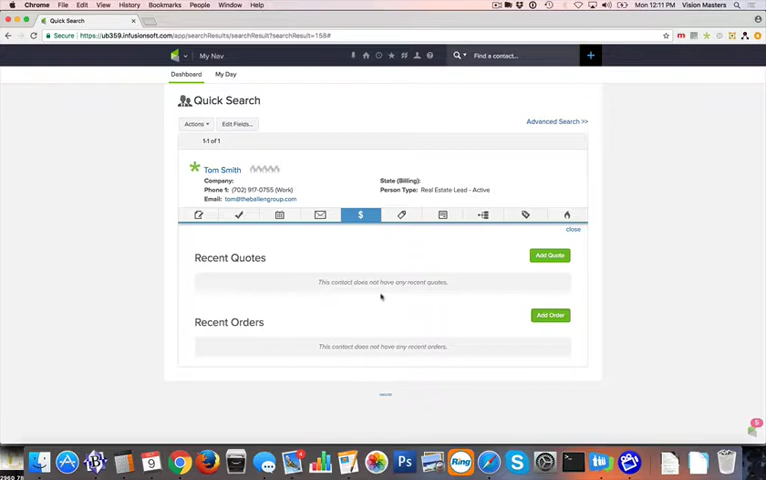 Chrome File Edit View History Bookmarks People Window Help
Mon 12:11 PM Vision Masters
Quick Search
Secure https://ub359.infusionsoft.com/app/searchResults/searchResult?searchResult=158#
My Nav
Find a contact...
Dashboard My Day
Quick Search
Actions Edit Fields...
Advanced Search >>
1-1 of 1
Tom Smith
Company:
State (Billing):
Phone 1: (702) 917-0755 (Work)
Person Type: Real Estate Lead - Active
Email: tom@theballengroup.com
$
close
Recent Quotes
Add Quote
This contact does not have any recent quotes.
Recent Orders
Add Order
This contact does not have any recent orders.
9
Ps
Ring